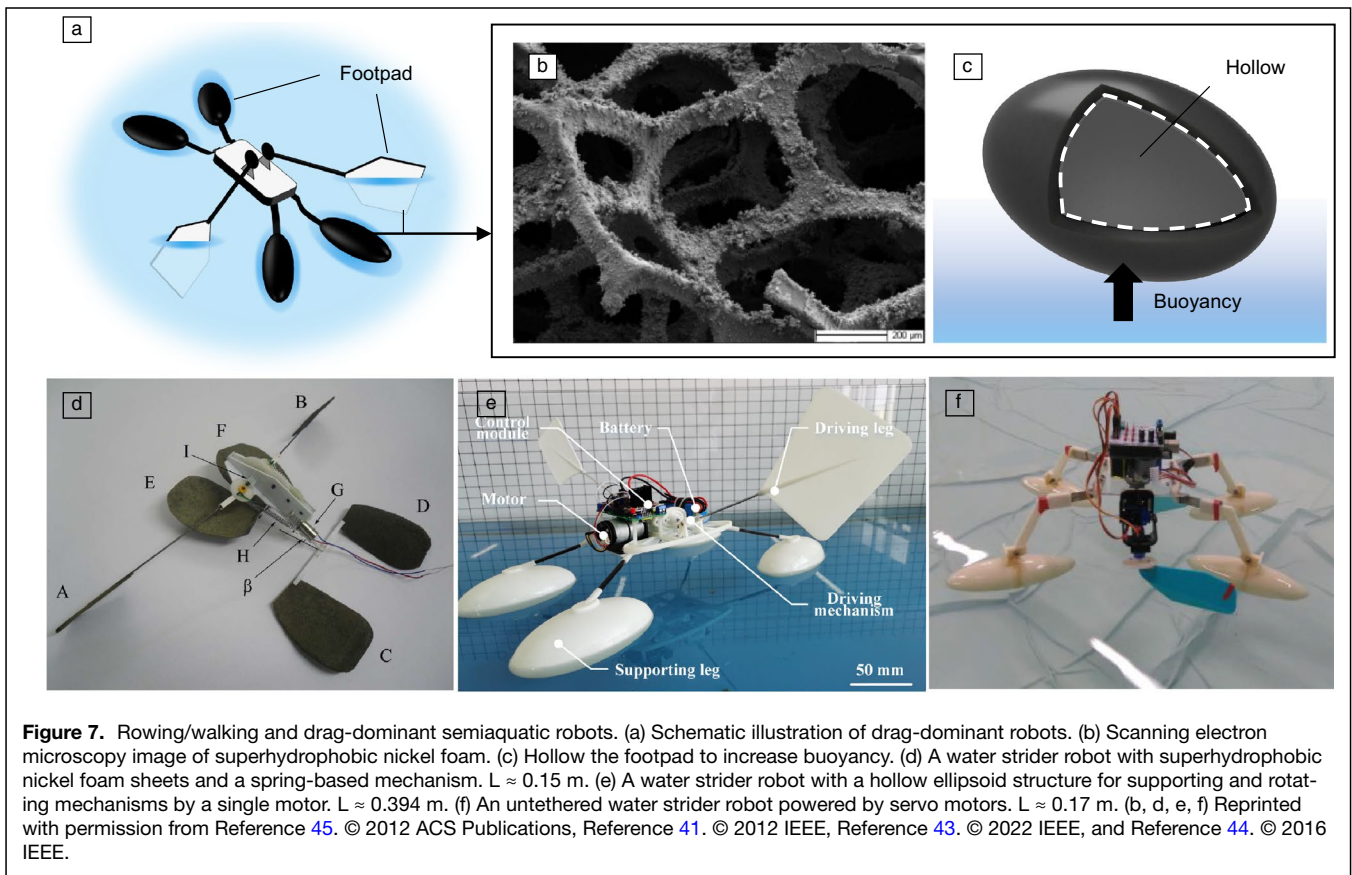 a
Footpad
b
200 µm
c
Hollow
Buoyancy
d
B
F
I
E
G
D
H
β
A
C
e
Control
module
Battery
Driving leg
Motor
Driving
mechanism
Supporting leg
50 mm
f
Figure 7. Rowing/walking and drag-dominant semiaquatic robots. (a) Schematic illustration of drag-dominant robots. (b) Scanning electron
microscopy image of superhydrophobic nickel foam. (c) Hollow the footpad to increase buoyancy. (d) A water strider robot with superhydrophobic
nickel foam sheets and a spring-based mechanism. L ≈ 0.15 m. (e) A water strider robot with a hollow ellipsoid structure for supporting and rotat-
ing mechanisms by a single motor. L ≈ 0.394 m. (f) An untethered water strider robot powered by servo motors. L ≈ 0.17 m. (b, d, e, f) Reprinted
with permission from Reference 45. © 2012 ACS Publications, Reference 41. © 2012 IEEE, Reference 43. © 2022 IEEE, and Reference 44. © 2016
IEEE.